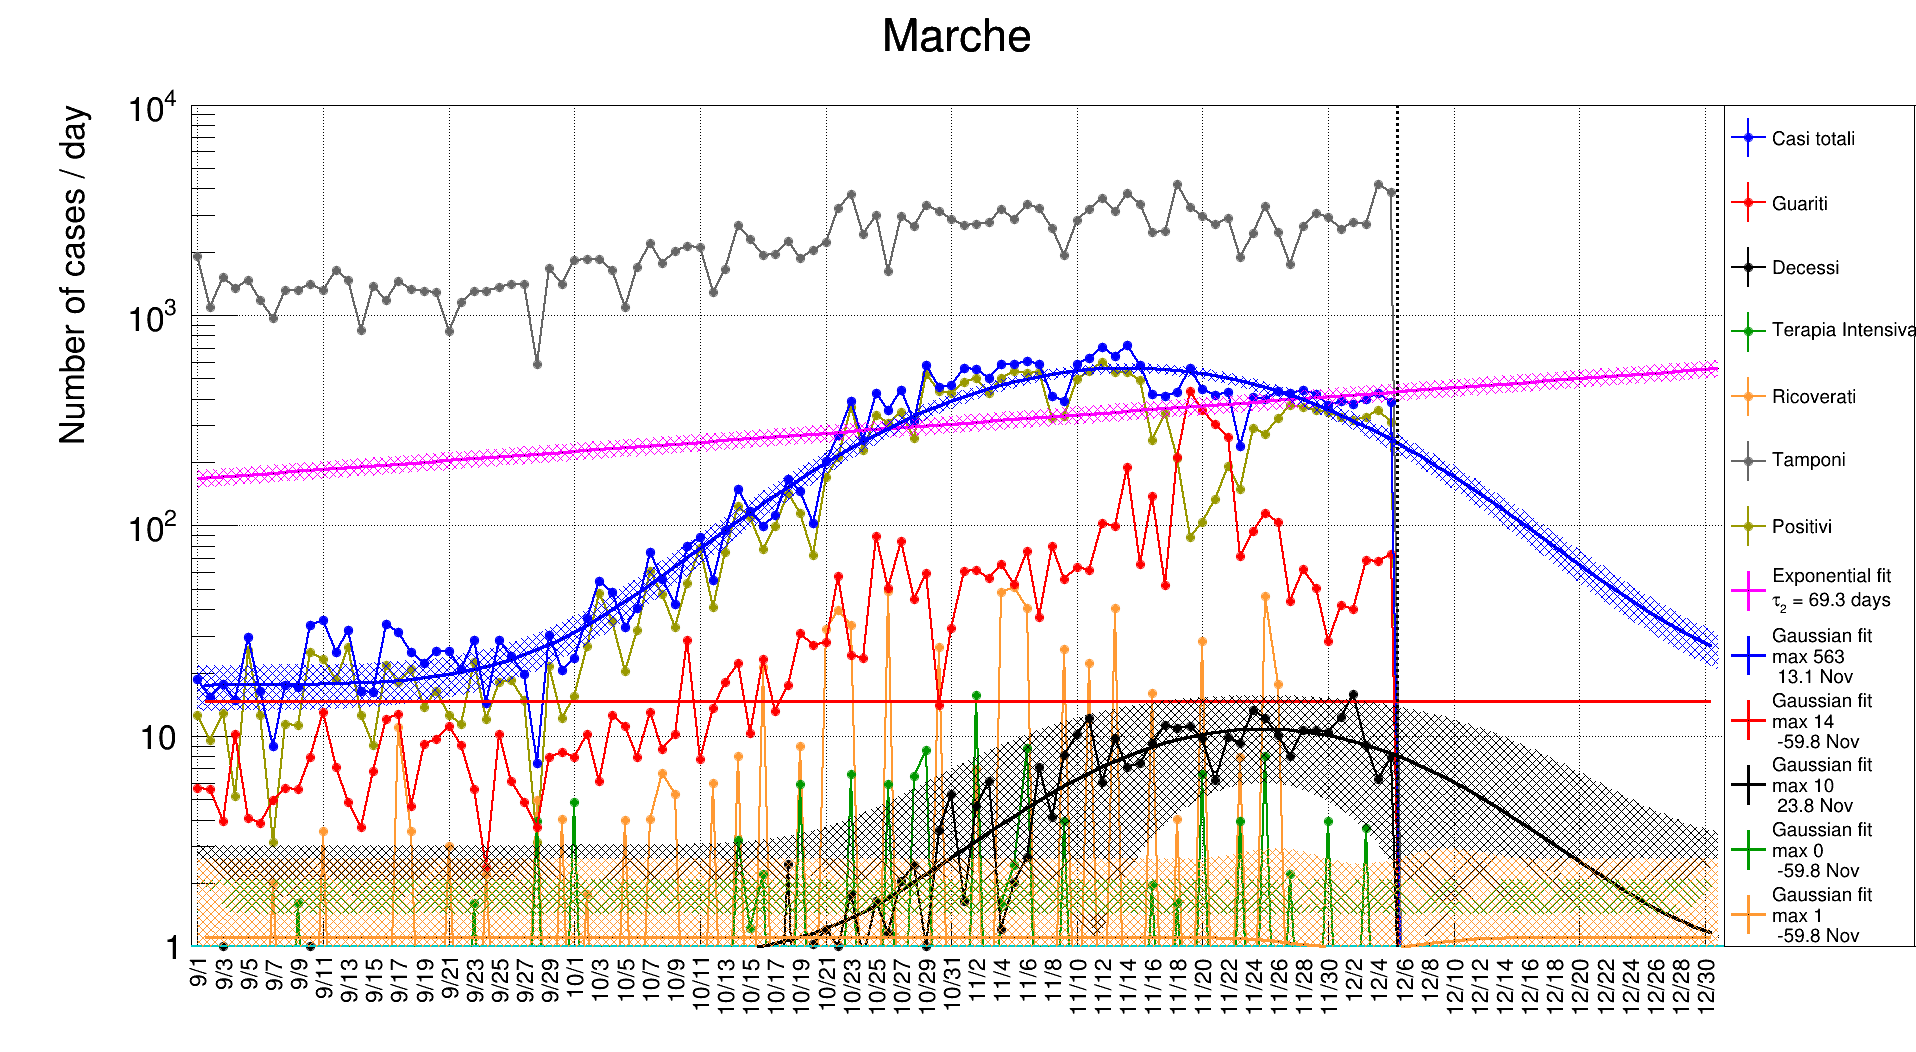 Marche
Number of cases / day
10^4
10^3
10^2
10
1
9/1
9/3
9/5
9/7
9/9
9/11
9/13
9/15
9/17
9/19
9/21
9/23
9/25
9/27
9/29
10/1
10/3
10/5
10/7
10/9
10/11
10/13
10/15
10/17
10/19
10/21
10/23
10/25
10/27
10/29
10/31
11/2
11/4
11/6
11/8
11/10
11/12
11/14
11/16
11/18
11/20
11/22
11/24
11/26
11/28
11/30
12/2
12/4
12/6
12/8
12/10
12/12
12/14
12/16
12/18
12/20
12/22
12/24
12/26
12/28
12/30
Casi totali
Guariti
Decessi
Terapia Intensiva
Ricoverati
Tamponi
Positivi
Exponential fit
τ₂ = 69.3 days
Gaussian fit
max 563
13.1 Nov
Gaussian fit
max 14
-59.8 Nov
Gaussian fit
max 10
23.8 Nov
Gaussian fit
max 0
-59.8 Nov
Gaussian fit
max 1
-59.8 Nov